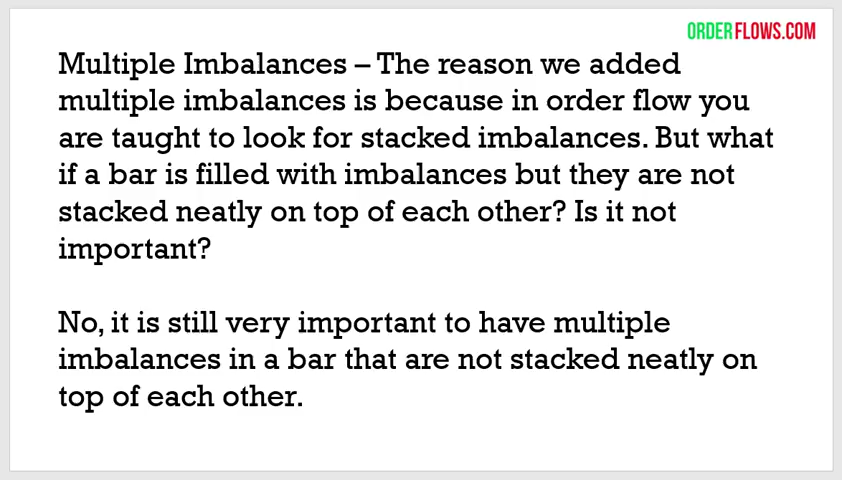 ORDERFLOWS.COM
Multiple Imbalances – The reason we added
multiple imbalances is because in order flow you
are taught to look for stacked imbalances. But what
if a bar is filled with imbalances but they are not
stacked neatly on top of each other? Is it not
important?
No, it is still very important to have multiple
imbalances in a bar that are not stacked neatly on
top of each other.